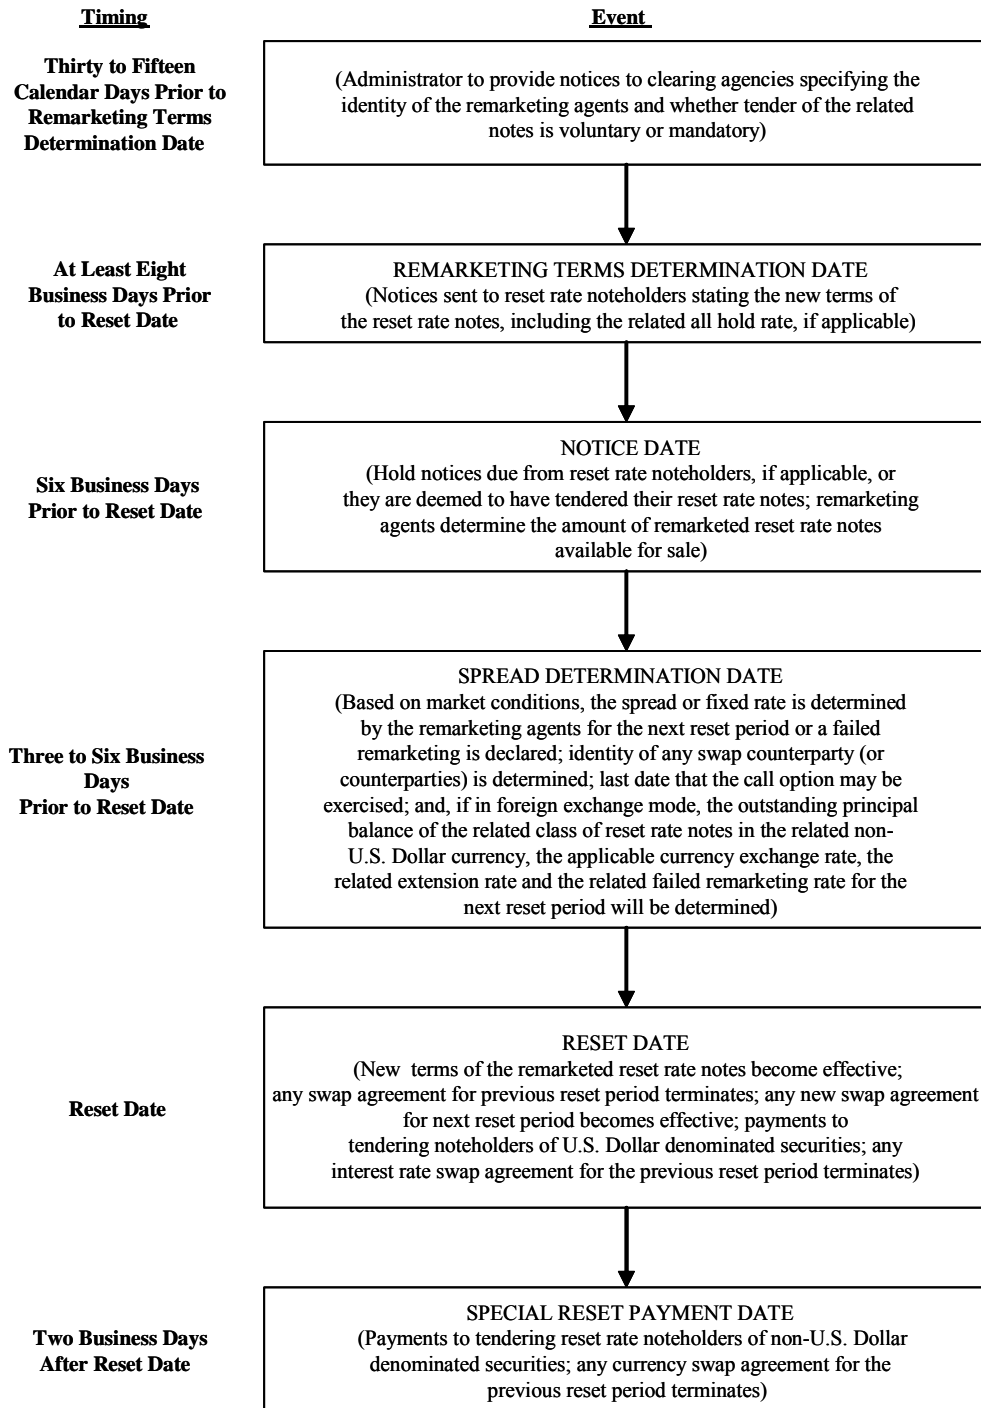 Timing
Event
Thirty to Fifteen
Calendar Days Prior to
Remarketing Terms
Determination Date
(Administrator to provide notices to clearing agencies specifying the
identity of the remarketing agents and whether tender of the related
notes is voluntary or mandatory)
At Least Eight
Business Days Prior
to Reset Date
REMARKETING TERMS DETERMINATION DATE
(Notices sent to reset rate noteholders stating the new terms of
the reset rate notes, including the related all hold rate, if applicable)
Six Business Days
Prior to Reset Date
NOTICE DATE
(Hold notices due from reset rate noteholders, if applicable, or
they are deemed to have tendered their reset rate notes; remarketing
agents determine the amount of remarketed reset rate notes
available for sale)
Three to Six Business
Days
Prior to Reset Date
SPREAD DETERMINATION DATE
(Based on market conditions, the spread or fixed rate is determined
by the remarketing agents for the next reset period or a failed
remarketing is declared; identity of any swap counterparty (or
counterparties) is determined; last date that the call option may be
exercised; and, if in foreign exchange mode, the outstanding principal
balance of the related class of reset rate notes in the related non-
U.S. Dollar currency, the applicable currency exchange rate, the
related extension rate and the related failed remarketing rate for the
next reset period will be determined)
Reset Date
RESET DATE
(New terms of the remarketed reset rate notes become effective;
any swap agreement for previous reset period terminates; any new swap agreement
for next reset period becomes effective; payments to
tendering noteholders of U.S. Dollar denominated securities; any
interest rate swap agreement for the previous reset period terminates)
Two Business Days
After Reset Date
SPECIAL RESET PAYMENT DATE
(Payments to tendering reset rate noteholders of non-U.S. Dollar
denominated securities; any currency swap agreement for the
previous reset period terminates)